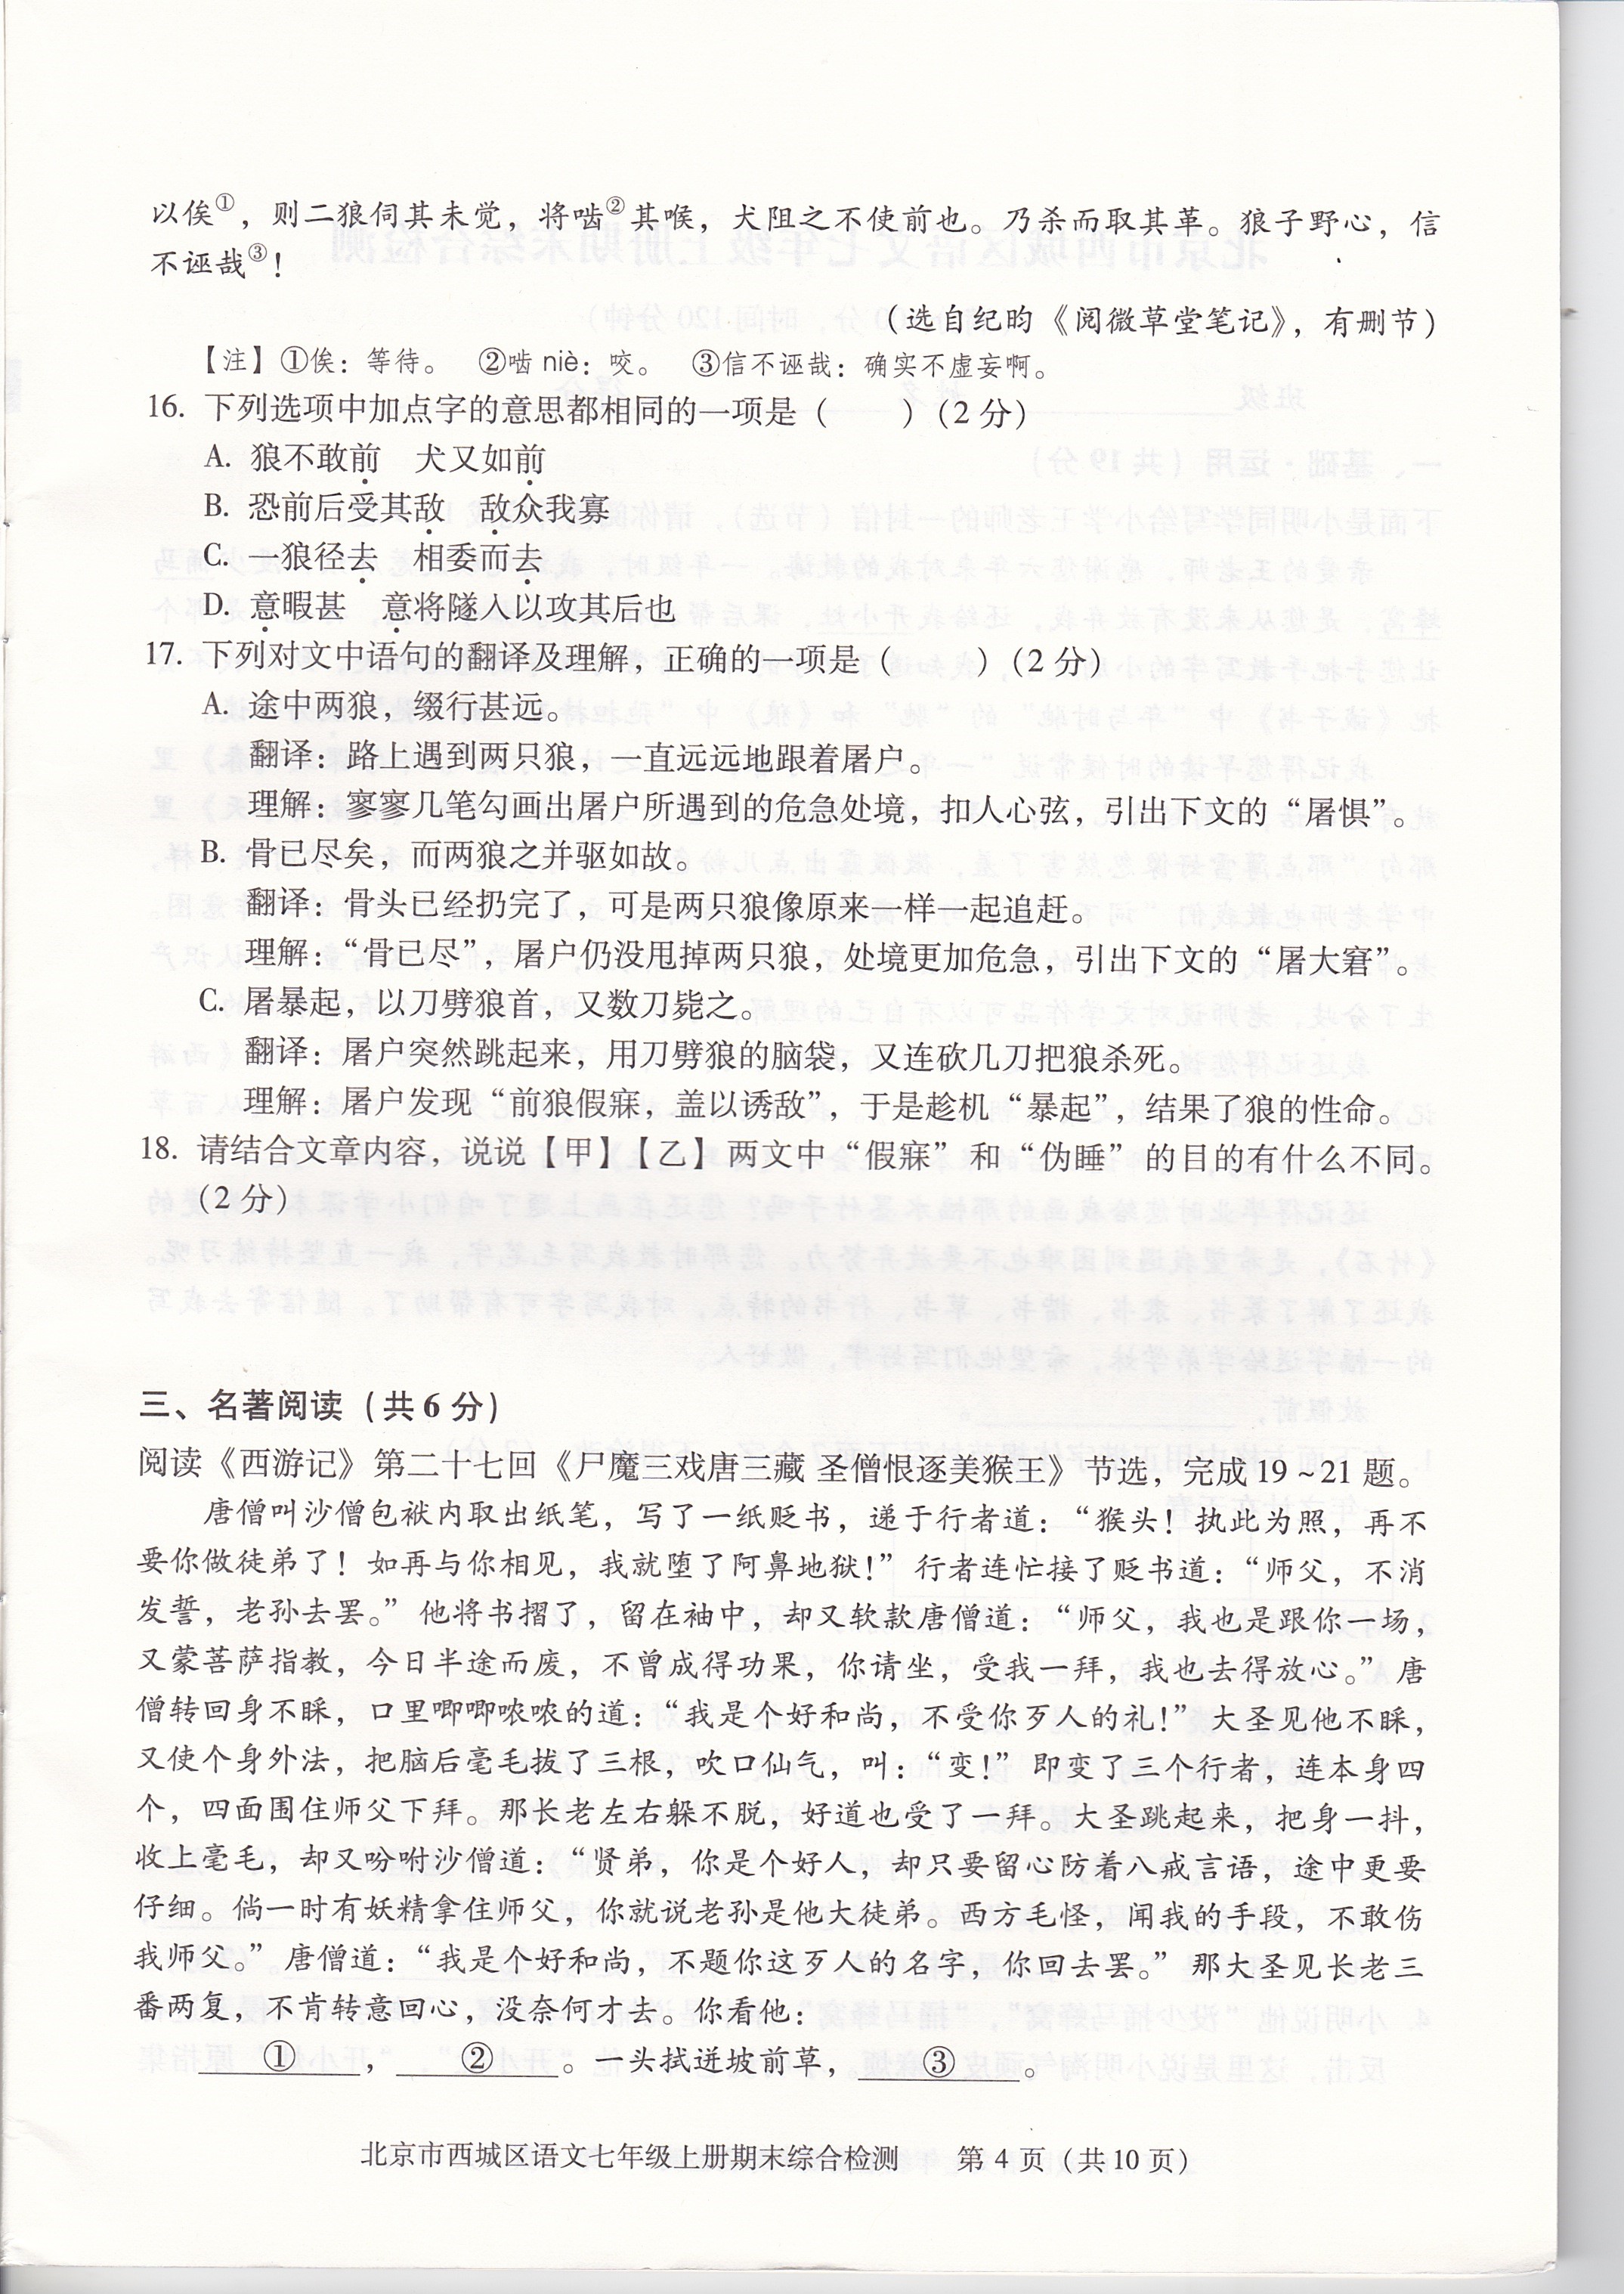 以俟①，则二狼伺其未觉，将啮②其喉，犬阻之不使前也。乃杀而取其革。狼子野心，信
不诬哉③！
（选自纪昀《阅微草堂笔记》，有删节）
【注】①俟：等待。 ②啮 niè：咬。 ③信不诬哉：确实不虚妄啊。
16. 下列选项中加点字的意思都相同的一项是（　　）（2 分）
A. 狼不敢前　犬又如前
B. 恐前后受其敌　敌众我寡
C. 一狼径去　相委而去
D. 意暇甚　意将隧入以攻其后也
17. 下列对文中语句的翻译及理解，正确的一项是（　　）（2 分）
A. 途中两狼，缀行甚远。
翻译：路上遇到两只狼，一直远远地跟着屠户。
理解：寥寥几笔勾画出屠户所遇到的危急处境，扣人心弦，引出下文的“屠惧”。
B. 骨已尽矣，而两狼之并驱如故。
翻译：骨头已经扔完了，可是两只狼像原来一样一起追赶。
理解：“骨已尽”，屠户仍没甩掉两只狼，处境更加危急，引出下文的“屠大窘”。
C. 屠暴起，以刀劈狼首，又数刀毙之。
翻译：屠户突然跳起来，用刀劈狼的脑袋，又连砍几刀把狼杀死。
理解：屠户发现“前狼假寐，盖以诱敌”，于是趁机“暴起”，结果了狼的性命。
18. 请结合文章内容，说说【甲】【乙】两文中“假寐”和“伪睡”的目的有什么不同。
（2 分）
三、名著阅读（共 6 分）
阅读《西游记》第二十七回《尸魔三戏唐三藏 圣僧恨逐美猴王》节选，完成 19 ~ 21 题。
唐僧叫沙僧包袱内取出纸笔，写了一纸贬书，递于行者道：“猴头！执此为照，再不
要你做徒弟了！如再与你相见，我就堕了阿鼻地狱！”行者连忙接了贬书道：“师父，不消
发誓，老孙去罢。”他将书摺了，留在袖中，却又软款唐僧道：“师父，我也是跟你一场，
又蒙菩萨指教，今日半途而废，不曾成得功果，你请坐，受我一拜，我也去得放心。”唐
僧转回身不睬，口里唧唧哝哝的道：“我是个好和尚，不受你歹人的礼！”大圣见他不睬，
又使个身外法，把脑后毫毛拔了三根，吹口仙气，叫：“变！”即变了三个行者，连本身四
个，四面围住师父下拜。那长老左右躲不脱，好道也受了一拜。大圣跳起来，把身一抖，
收上毫毛，却又吩咐沙僧道：“贤弟，你是个好人，却只要留心防着八戒言语，途中更要
仔细。倘一时有妖精拿住师父，你就说老孙是他大徒弟。西方毛怪，闻我的手段，不敢伤
我师父。”唐僧道：“我是个好和尚，不题你这歹人的名字，你回去罢。”那大圣见长老三
番两复，不肯转意回心，没奈何才去。你看他：
①，②。一头拭迸坡前草，③。
北京市西城区语文七年级上册期末综合检测　第 4 页（共 10 页）